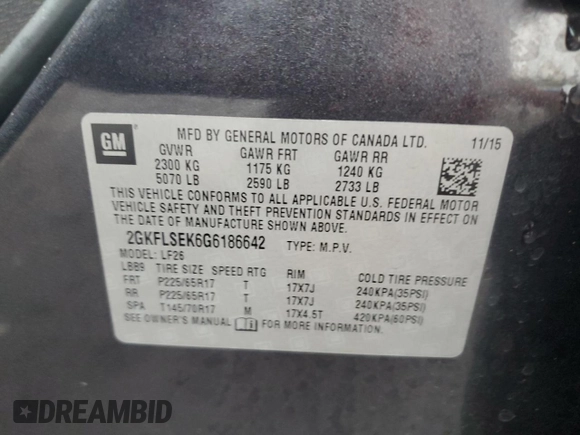 GM
MFD BY GENERAL MOTORS OF CANADA LTD. 11/15
GVWR GAWR FRT GAWR RR
2300 KG 1175 KG 1240 KG
5070 LB 2590 LB 2733 LB
THIS VEHICLE CONFORMS TO ALL APPLICABLE U.S. FEDERAL MOTOR
VEHICLE SAFETY AND THEFT PREVENTION STANDARDS IN EFFECT ON
THE DATE OF MANUFACTURE SHOWN ABOVE.
2GKFLSEK6G6186642 TYPE: M.P.V.
MODEL: LF26
LBB9 TIRE SIZE SPEED RTG RIM COLD TIRE PRESSURE
FRT P225/65R17 T 17X7J 240KPA(35PSI)
RR P225/65R17 T 17X7J 240KPA(35PSI)
SPA T145/70R17 M 17X4.5T 420KPA(60PSI)
SEE OWNER'S MANUAL FOR MORE INFORMATION.
DREAMBID